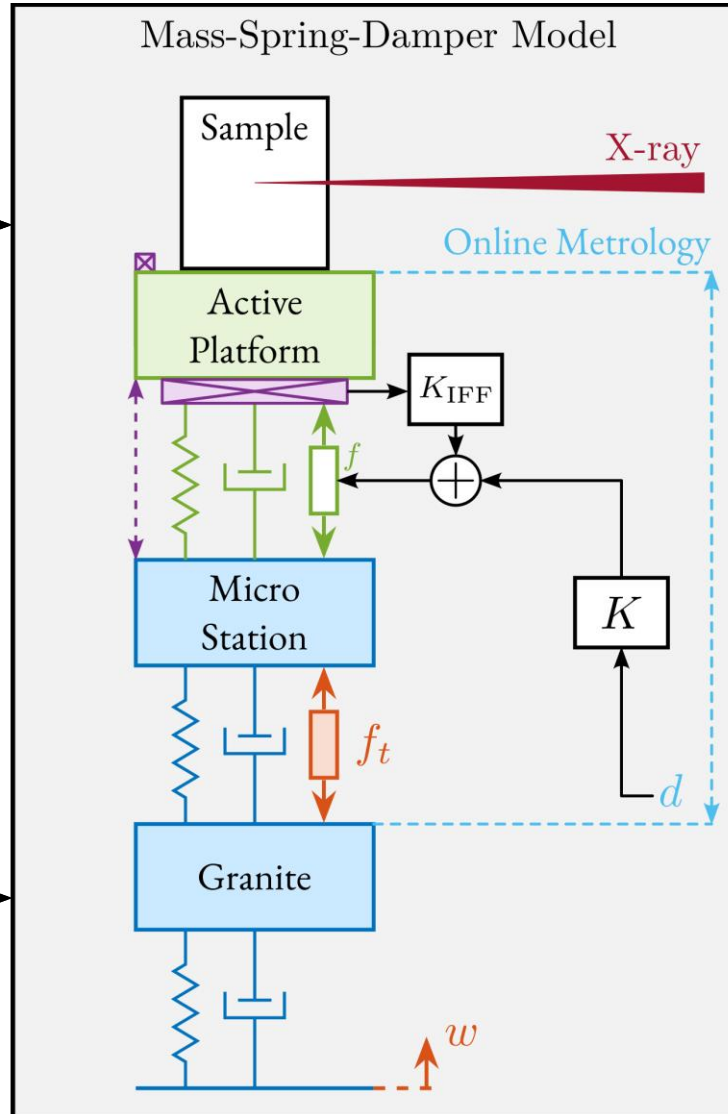 Mass-Spring-Damper Model
Sample
X-ray
Online Metrology
Active
Platform
K_IFF
f
Micro
Station
K
f_t
d
Granite
w